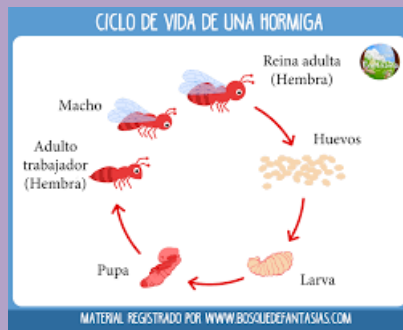 CICLO DE VIDA DE UNA HORMIGA
Reina adulta
(Hembra)
Macho
Huevos
Adulto
trabajador
(Hembra)
Pupa
Larva
MATERIAL REGISTRADO POR WWW.BOSQUEDEFANTASIAS.COM